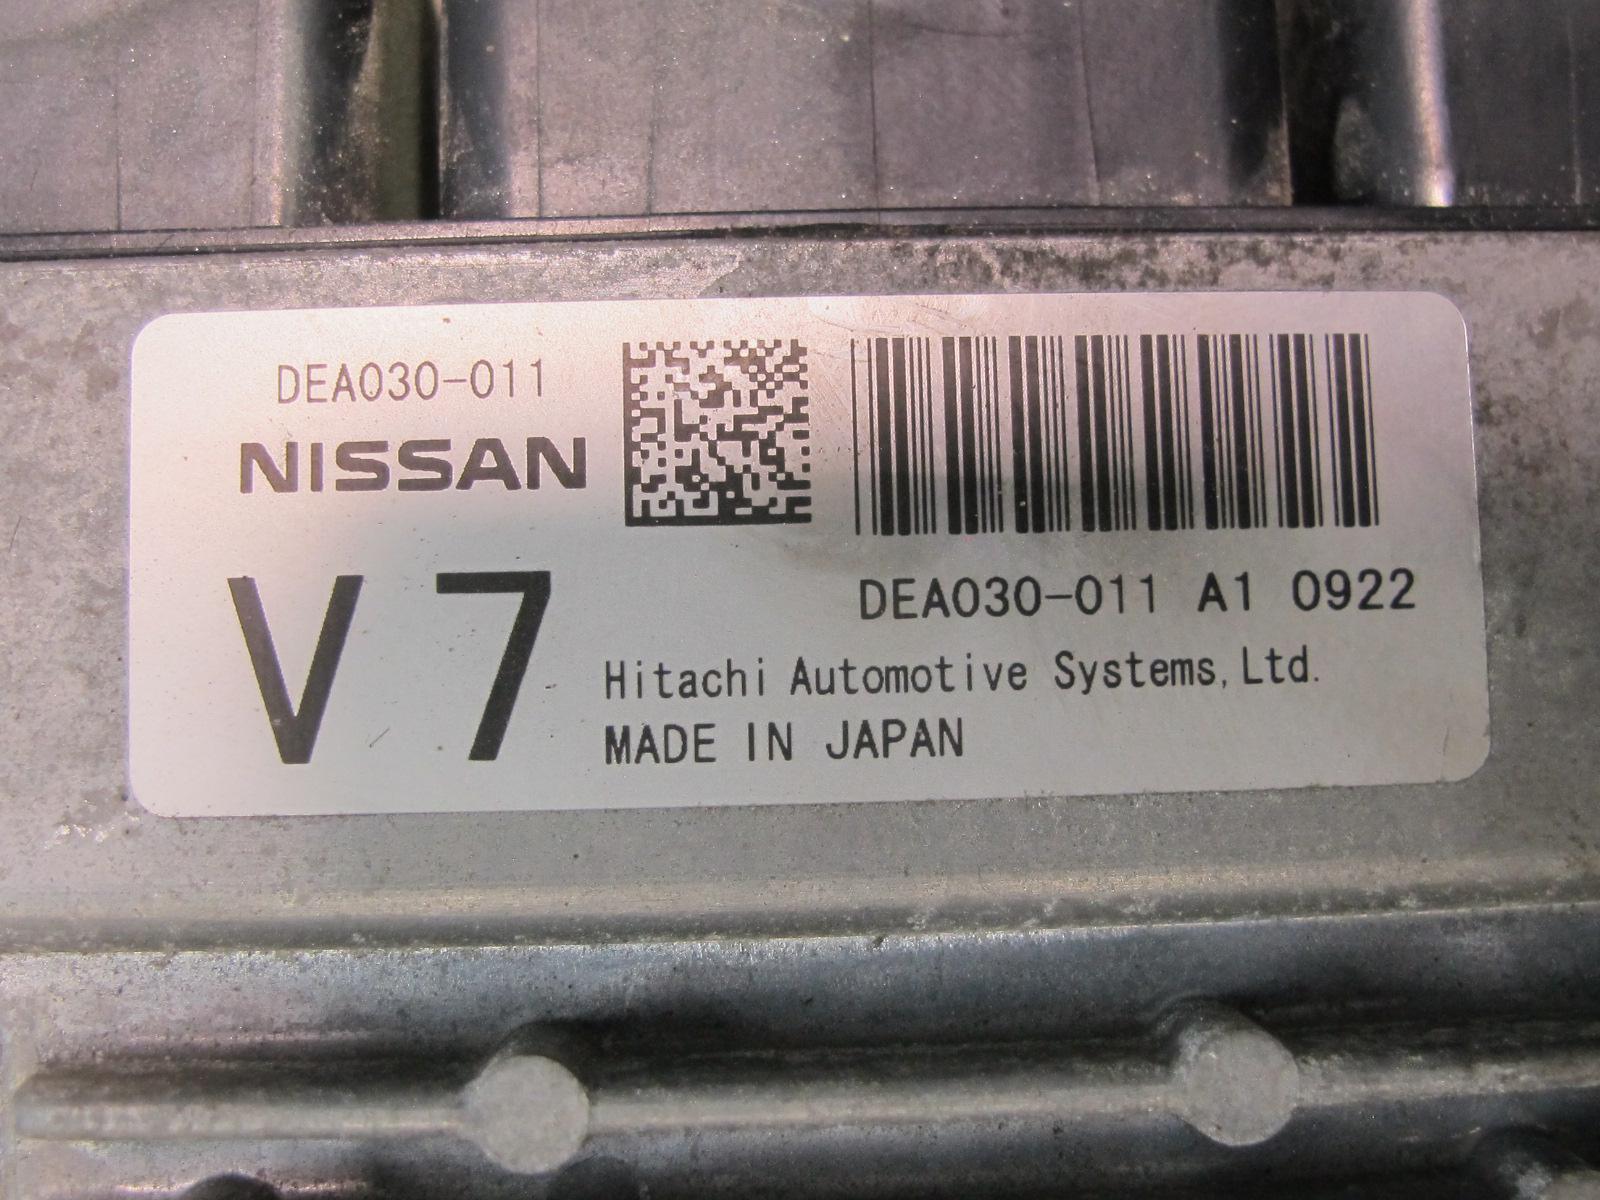 DEA030-011
NISSAN
V7
DEA030-011 A1 0922
Hitachi Automotive Systems, Ltd.
MADE IN JAPAN